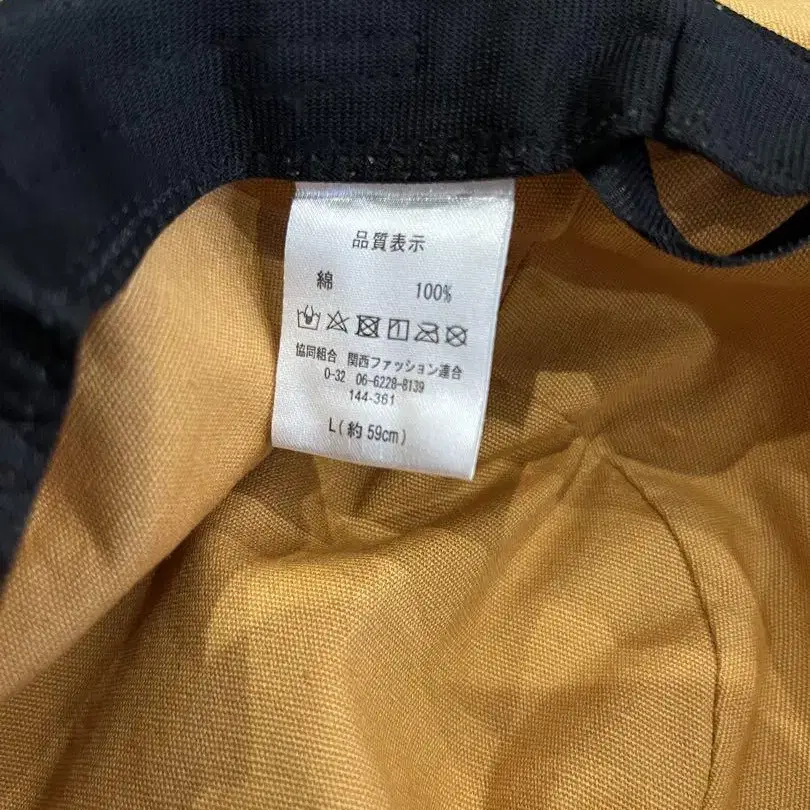 品質表示
綿 100%
協同組合 関西ファッション連合
0-32 06-6228-8139
144-361
L(約59cm)